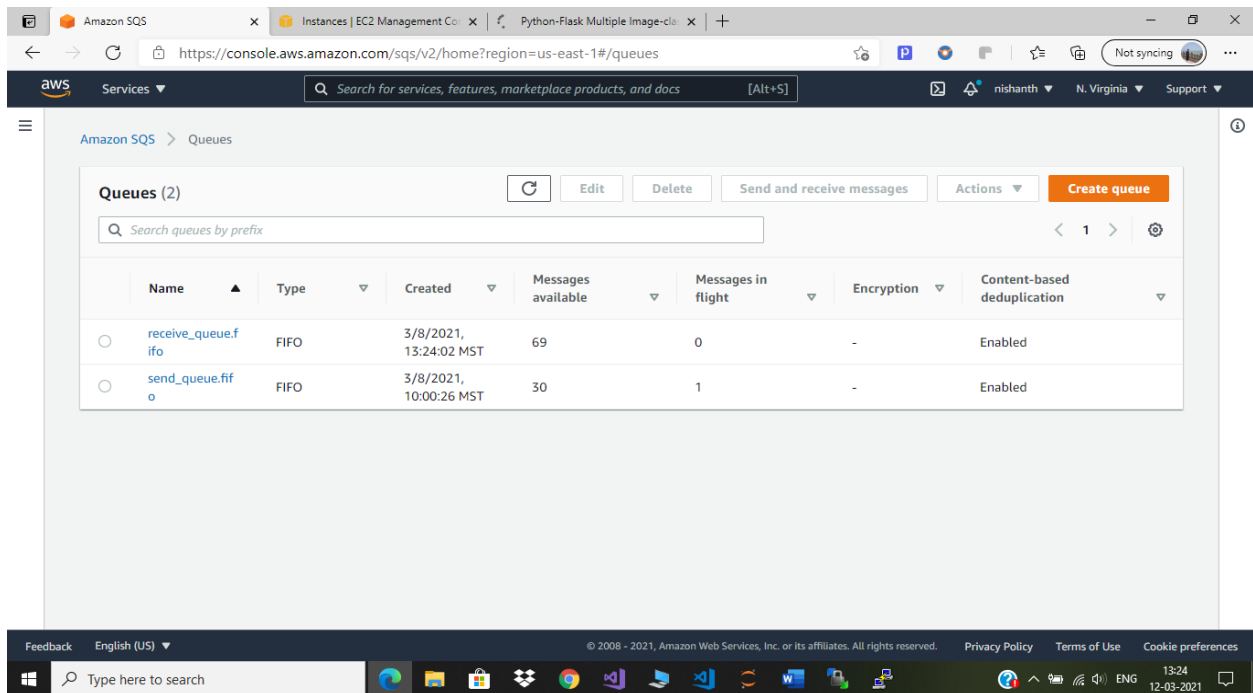 Amazon SQS
Instances | EC2 Management Co
Python-Flask Multiple Image-cla
https://console.aws.amazon.com/sqs/v2/home?region=us-east-1#/queues
Not syncing
aws
Services ▼
Search for services, features, marketplace products, and docs
[Alt+S]
nishanth ▼
N. Virginia ▼
Support ▼
Amazon SQS > Queues
Queues (2)
Edit
Delete
Send and receive messages
Actions ▼
Create queue
Search queues by prefix
< 1 >
Name ▲ Type Created Messages available Messages in flight Encryption Content-based deduplication
receive_queue.f
ifo
FIFO
3/8/2021,
13:24:02 MST
69
0
-
Enabled
send_queue.fif
o
FIFO
3/8/2021,
10:00:26 MST
30
1
-
Enabled
Feedback
English (US) ▼
© 2008 - 2021, Amazon Web Services, Inc. or its affiliates. All rights reserved.
Privacy Policy
Terms of Use
Cookie preferences
Type here to search
ENG
13:24
12-03-2021